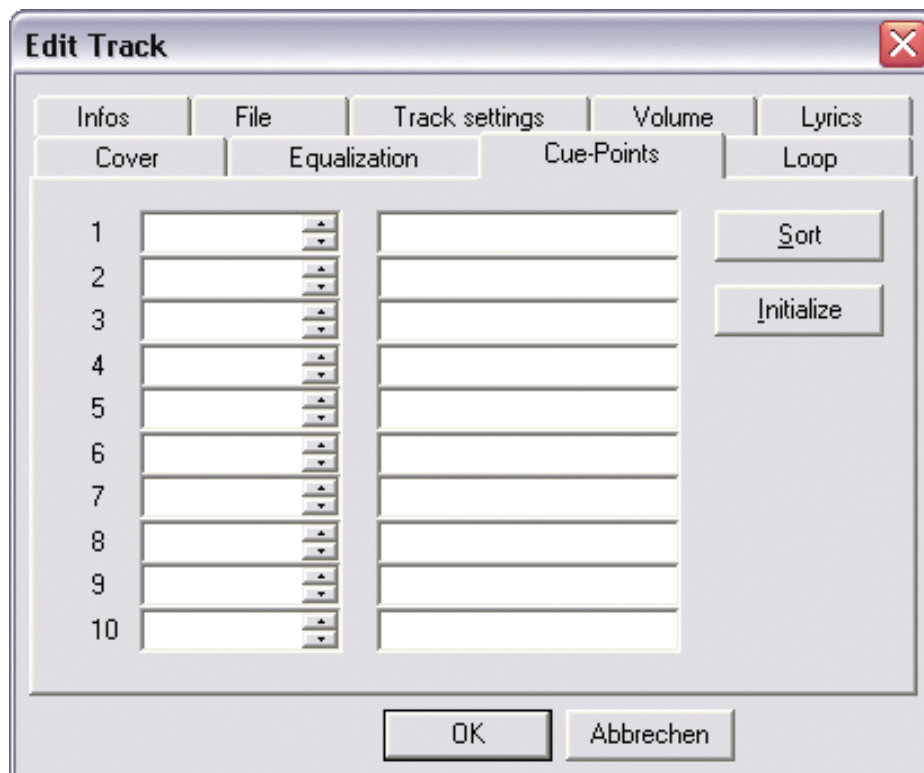 Edit Track
Infos File Track settings Volume Lyrics
Cover Equalization Cue-Points Loop
1 Sort
2
3 Initialize
4
5
6
7
8
9
10
OK Abbrechen